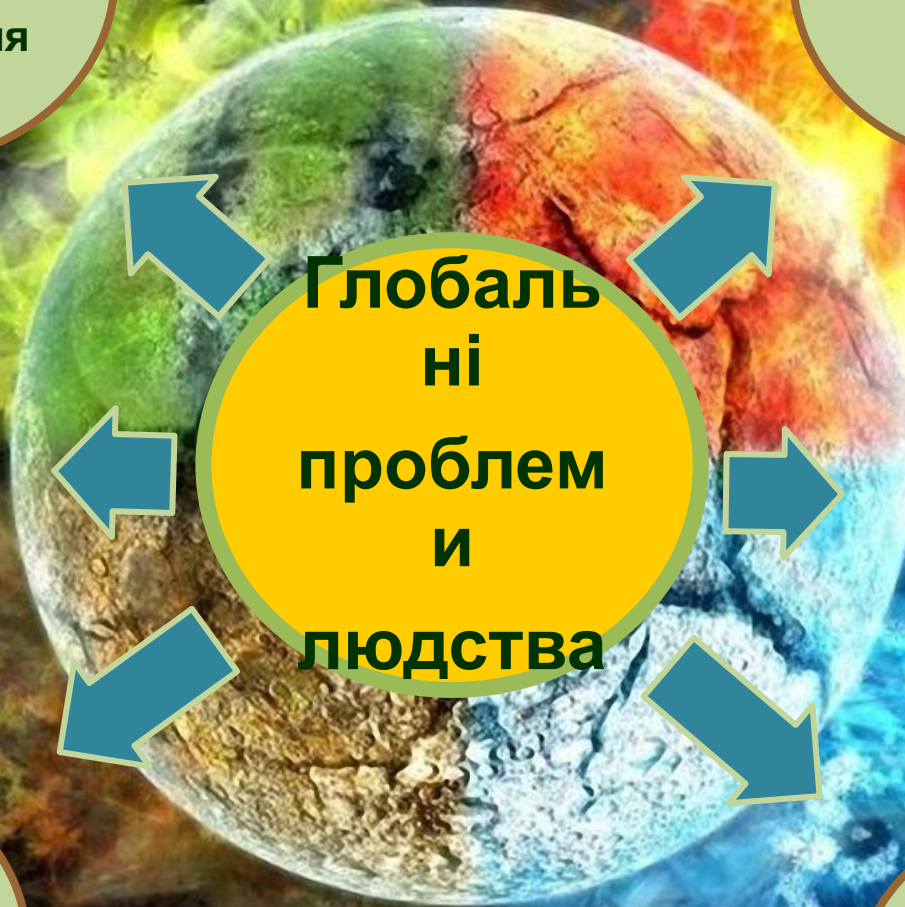 Глобаль
ні
проблем
и
людства